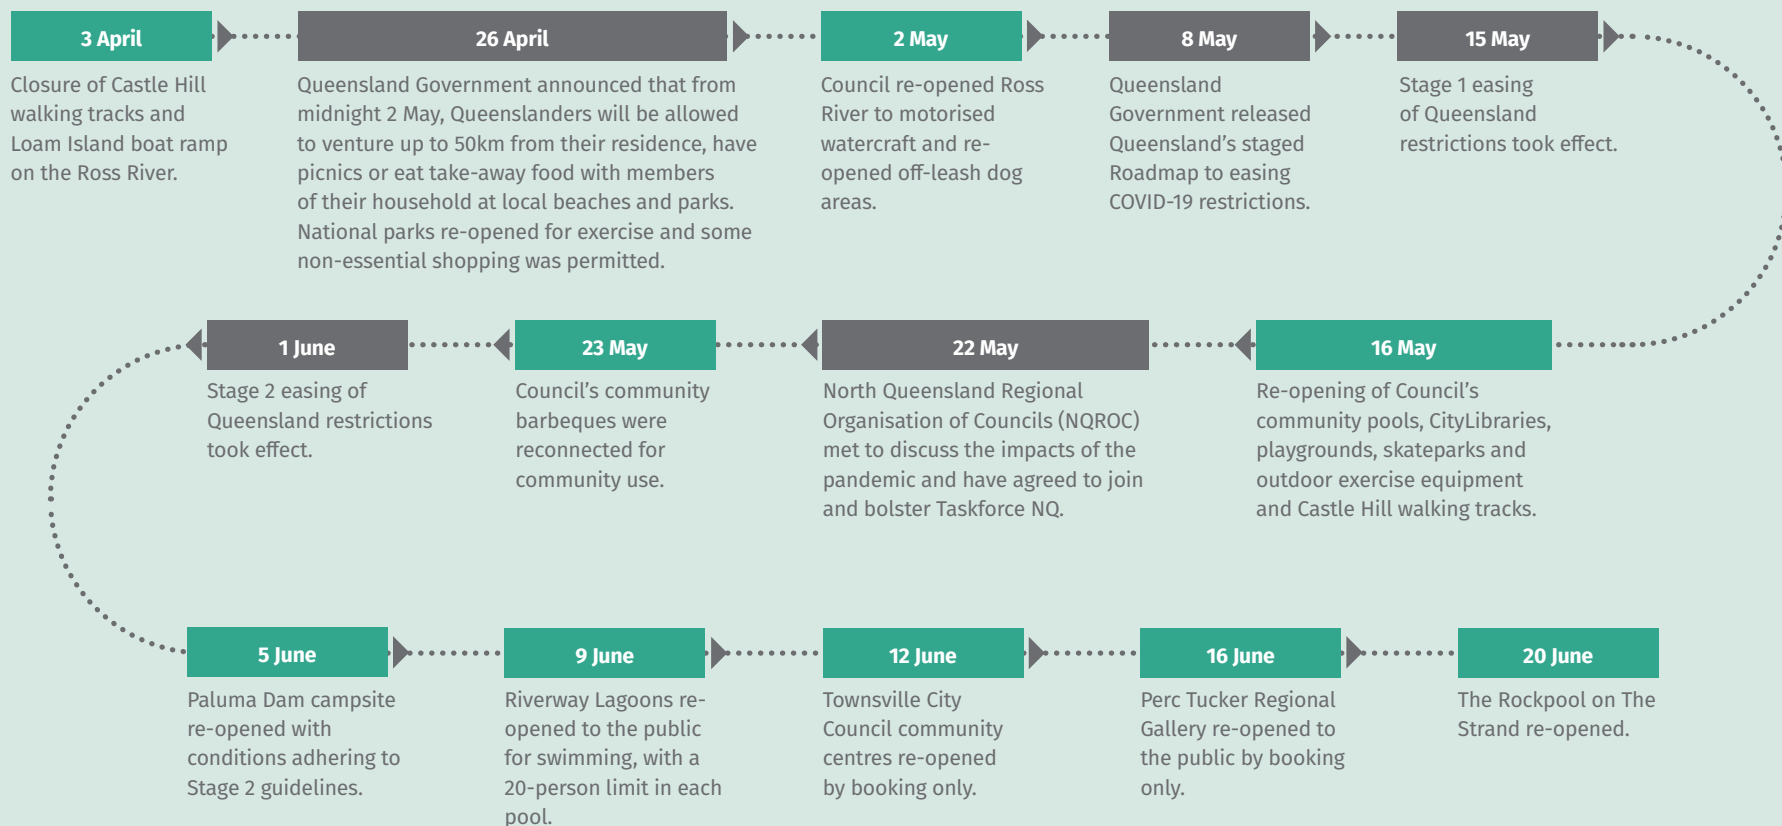 3 April
Closure of Castle Hill
walking tracks and
Loam Island boat ramp
on the Ross River.
26 April
Queensland Government announced that from
midnight 2 May, Queenslanders will be allowed
to venture up to 50km from their residence, have
picnics or eat take-away food with members
of their household at local beaches and parks.
National parks re-opened for exercise and some
non-essential shopping was permitted.
2 May
Council re-opened Ross
River to motorised
watercraft and re-
opened off-leash dog
areas.
8 May
Queensland
Government released
Queensland’s staged
Roadmap to easing
COVID-19 restrictions.
15 May
Stage 1 easing
of Queensland
restrictions took effect.
16 May
Re-opening of Council’s
community pools, CityLibraries,
playgrounds, skateparks and
outdoor exercise equipment
and Castle Hill walking tracks.
22 May
North Queensland Regional
Organisation of Councils (NQROC)
met to discuss the impacts of the
pandemic and have agreed to join
and bolster Taskforce NQ.
23 May
Council’s community
barbeques were
reconnected for
community use.
1 June
Stage 2 easing of
Queensland restrictions
took effect.
5 June
Paluma Dam campsite
re-opened with
conditions adhering to
Stage 2 guidelines.
9 June
Riverway Lagoons re-
opened to the public
for swimming, with a
20-person limit in each
pool.
12 June
Townsville City
Council community
centres re-opened
by booking only.
16 June
Perc Tucker Regional
Gallery re-opened to
the public by booking
only.
20 June
The Rockpool on The
Strand re-opened.